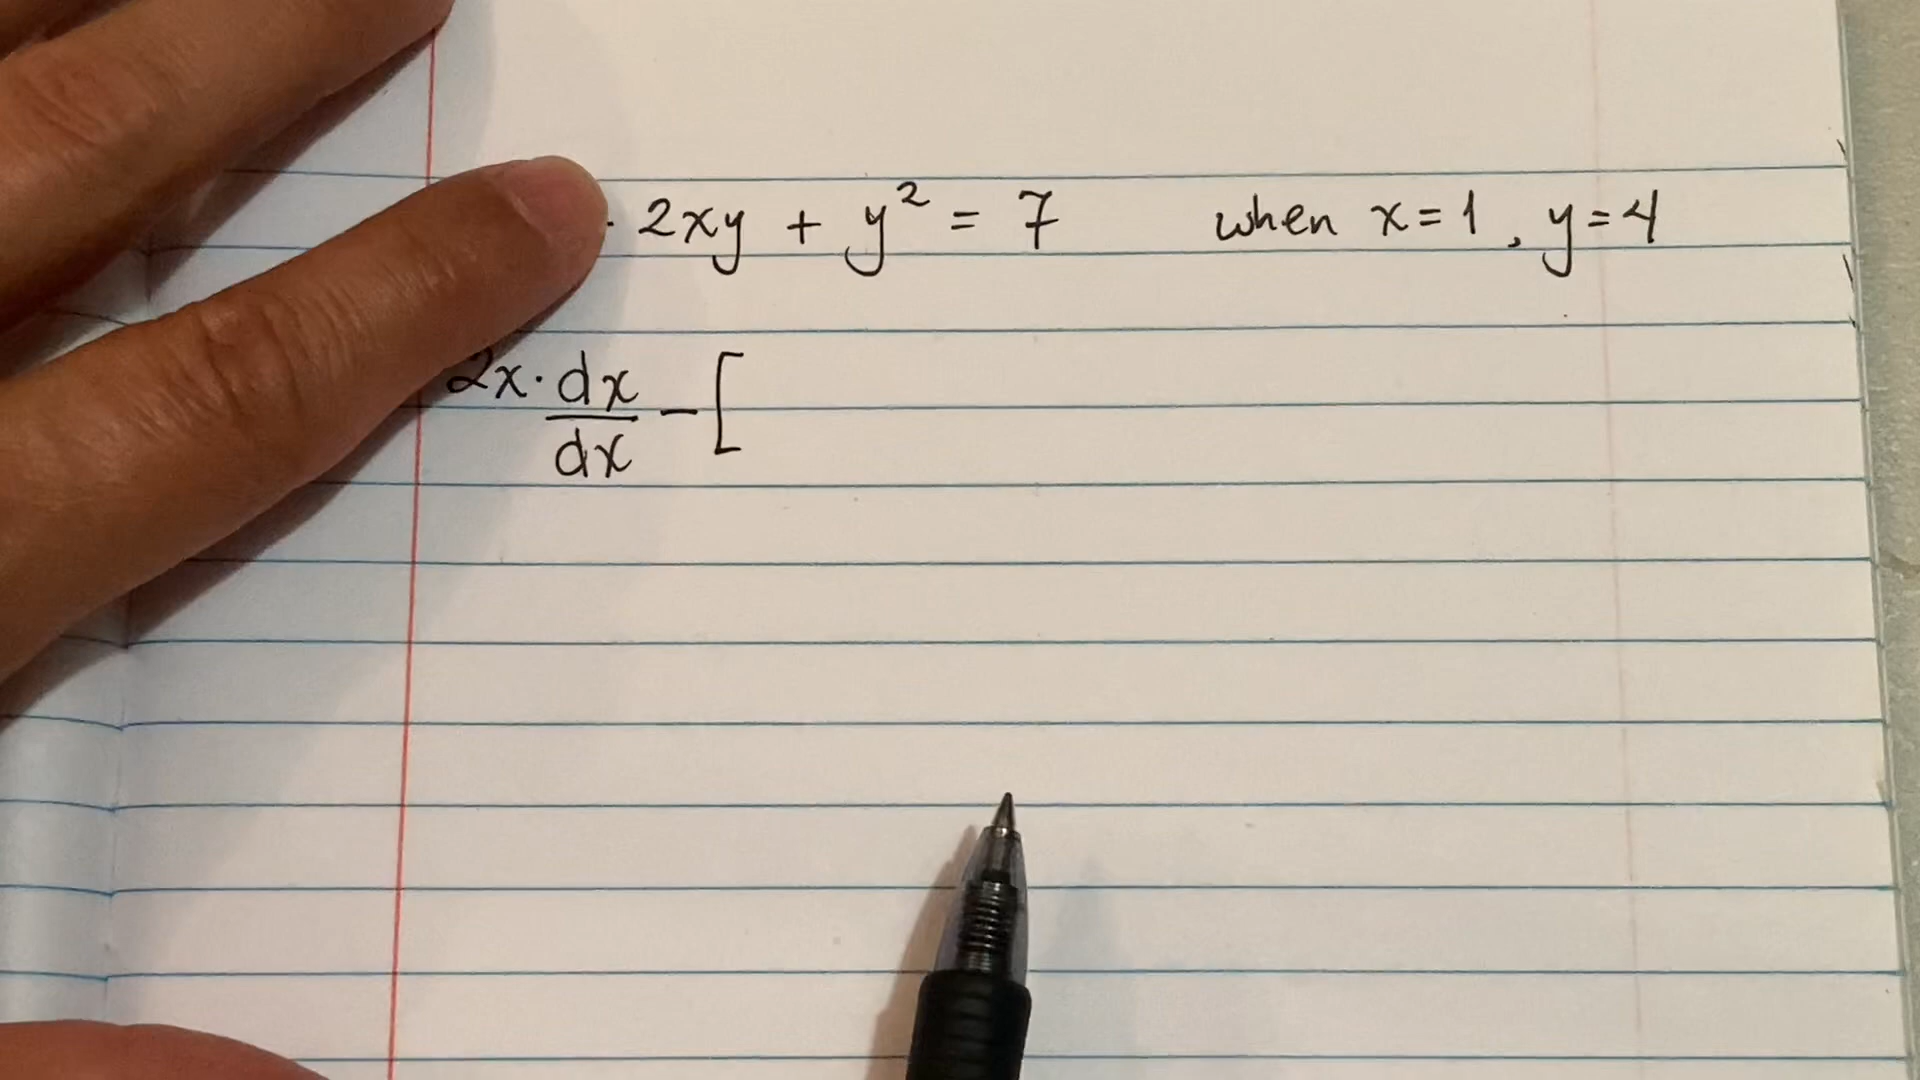 2xy + y² = 7 when x=1, y=4
2x · dx/dx - [